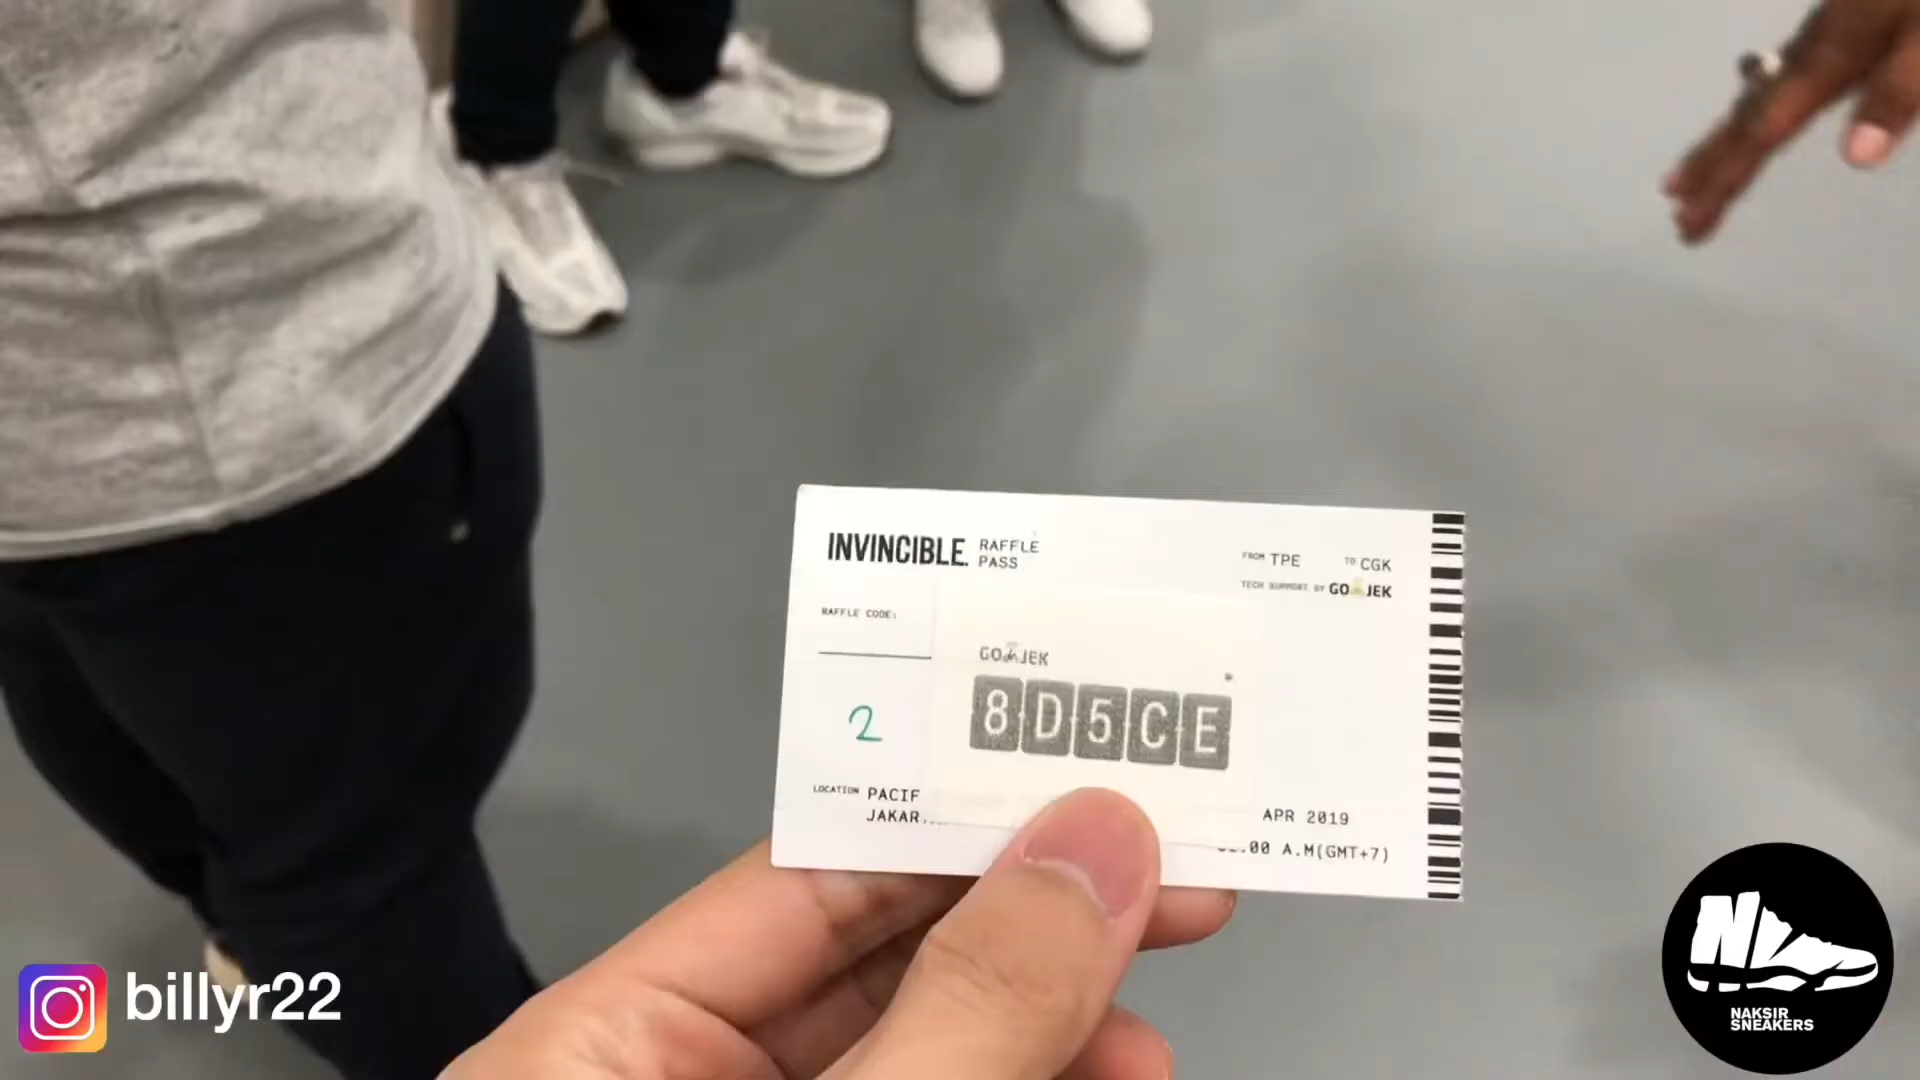 INVINCIBLE. RAFFLE PASS
FROM TPE TO CGK
TECH SUPPORT BY GOJEK
RAFFLE CODE:
GOJEK
8D5CE
2
LOCATION PACIF
JAKAR
APR 2019
00 A.M(GMT+7)
billyr22
NAKSIR
SNEAKERS